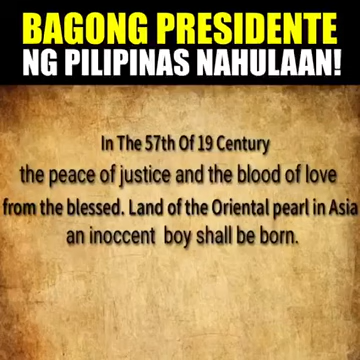 BAGONG PRESIDENTE
NG PILIPINAS NAHULAAN!
In The 57th Of 19 Century
the peace of justice and the blood of love
from the blessed. Land of the Oriental pearl in Asia
an inoccent boy shall be born.